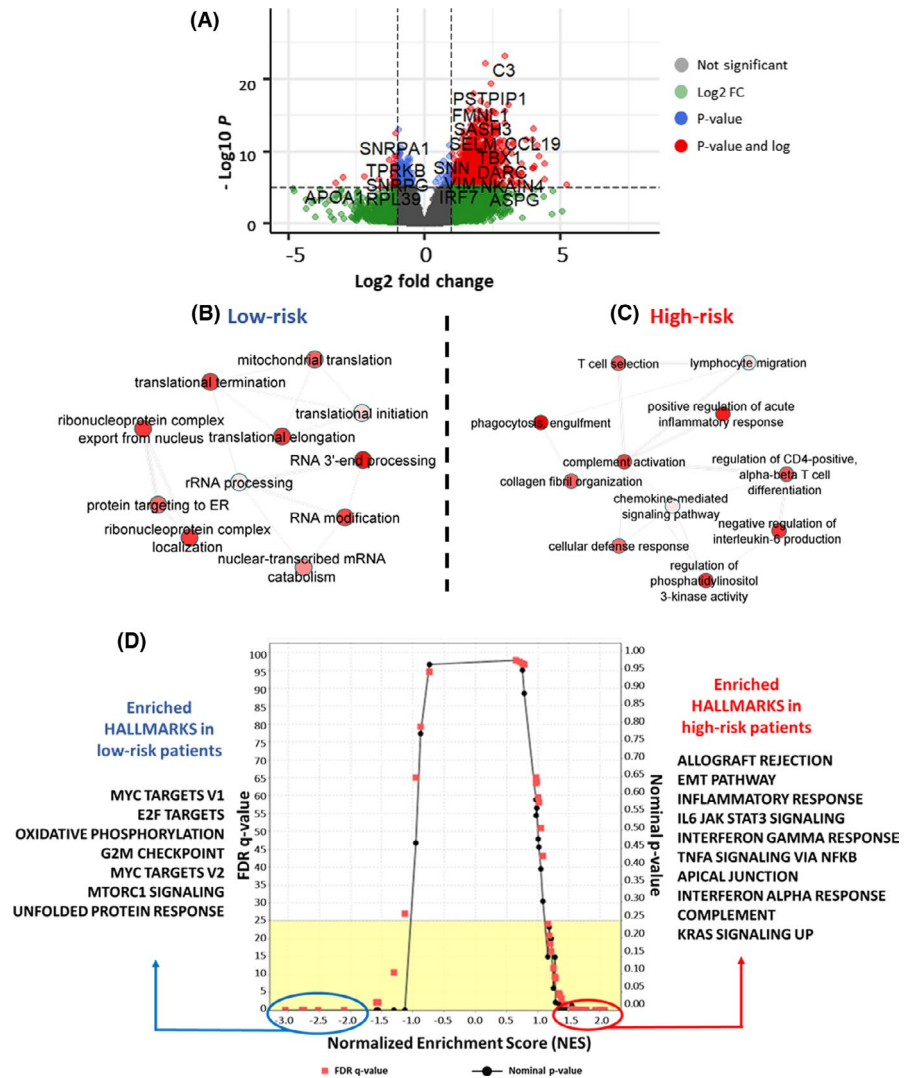 (A)
C3
PSTPIP1
FMNL1
SASH3
SNRPA1
SELM
CCL19
TPRKB
SNN
TBX1
DARC
SNRPG
VIM
NKAIN4
APOA1
RPL39
IRF7
ASPG
- Log10 P
20
10
0
-5
0
5
Log2 fold change
Not significant
Log2 FC
P-value
P-value and log
(B)
Low-risk
mitochondrial translation
translational termination
translational initiation
ribonucleoprotein complex
export from nucleus
translational elongation
RNA 3'-end processing
rRNA processing
protein targeting to ER
RNA modification
ribonucleoprotein complex
localization
nuclear-transcribed mRNA
catabolism
(C)
High-risk
T cell selection
lymphocyte migration
phagocytosis, engulfment
positive regulation of acute
inflammatory response
complement activation
regulation of CD4-positive,
alpha-beta T cell
differentiation
collagen fibril organization
chemokine-mediated
signaling pathway
negative regulation of
interleukin-6 production
cellular defense response
regulation of
phosphatidylinositol
3-kinase activity
(D)
Enriched
HALLMARKS in
low-risk patients
MYC TARGETS V1
E2F TARGETS
OXIDATIVE PHOSPHORYLATION
G2M CHECKPOINT
MYC TARGETS V2
MTORC1 SIGNALING
UNFOLDED PROTEIN RESPONSE
FDR q-value
100
95
90
85
80
75
70
65
60
55
50
45
40
35
30
25
20
15
10
5
0
-3.0
-2.5
-2.0
-1.5
-1.0
-0.5
0.0
0.5
1.0
1.5
2.0
Normalized Enrichment Score (NES)
1.00
0.95
0.90
0.85
0.80
0.75
0.70
0.65
0.60
0.55
0.50
0.45
0.40
0.35
0.30
0.25
0.20
0.15
0.10
0.05
0.00
Nominal p-value
FDR q-value
Nominal p-value
Enriched
HALLMARKS in
high-risk patients
ALLOGRAFT REJECTION
EMT PATHWAY
INFLAMMATORY RESPONSE
IL6 JAK STAT3 SIGNALING
INTERFERON GAMMA RESPONSE
TNFA SIGNALING VIA NFKB
APICAL JUNCTION
INTERFERON ALPHA RESPONSE
COMPLEMENT
KRAS SIGNALING UP